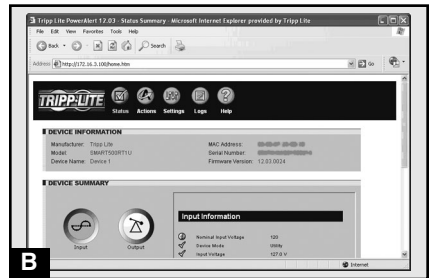 Tripp Lite PowerAlert 12.03 - Status Summary - Microsoft Internet Explorer provided by Tripp Lite
File Edit View Favorites Tools Help
Back Search
Address http://172.16.3.100/home.htm Go
TRIPP·LITE Status Actions Settings Logs Help
DEVICE INFORMATION
Manufacturer: Tripp Lite MAC Address:
Model: SMART500RT1U Serial Number:
Device Name: Device 1 Firmware Version: 12.03.0024
DEVICE SUMMARY
Input Output
Input Information
Nominal Input Voltage 120
Device Mode Utility
Input Voltage 127.0 V
B
Internet